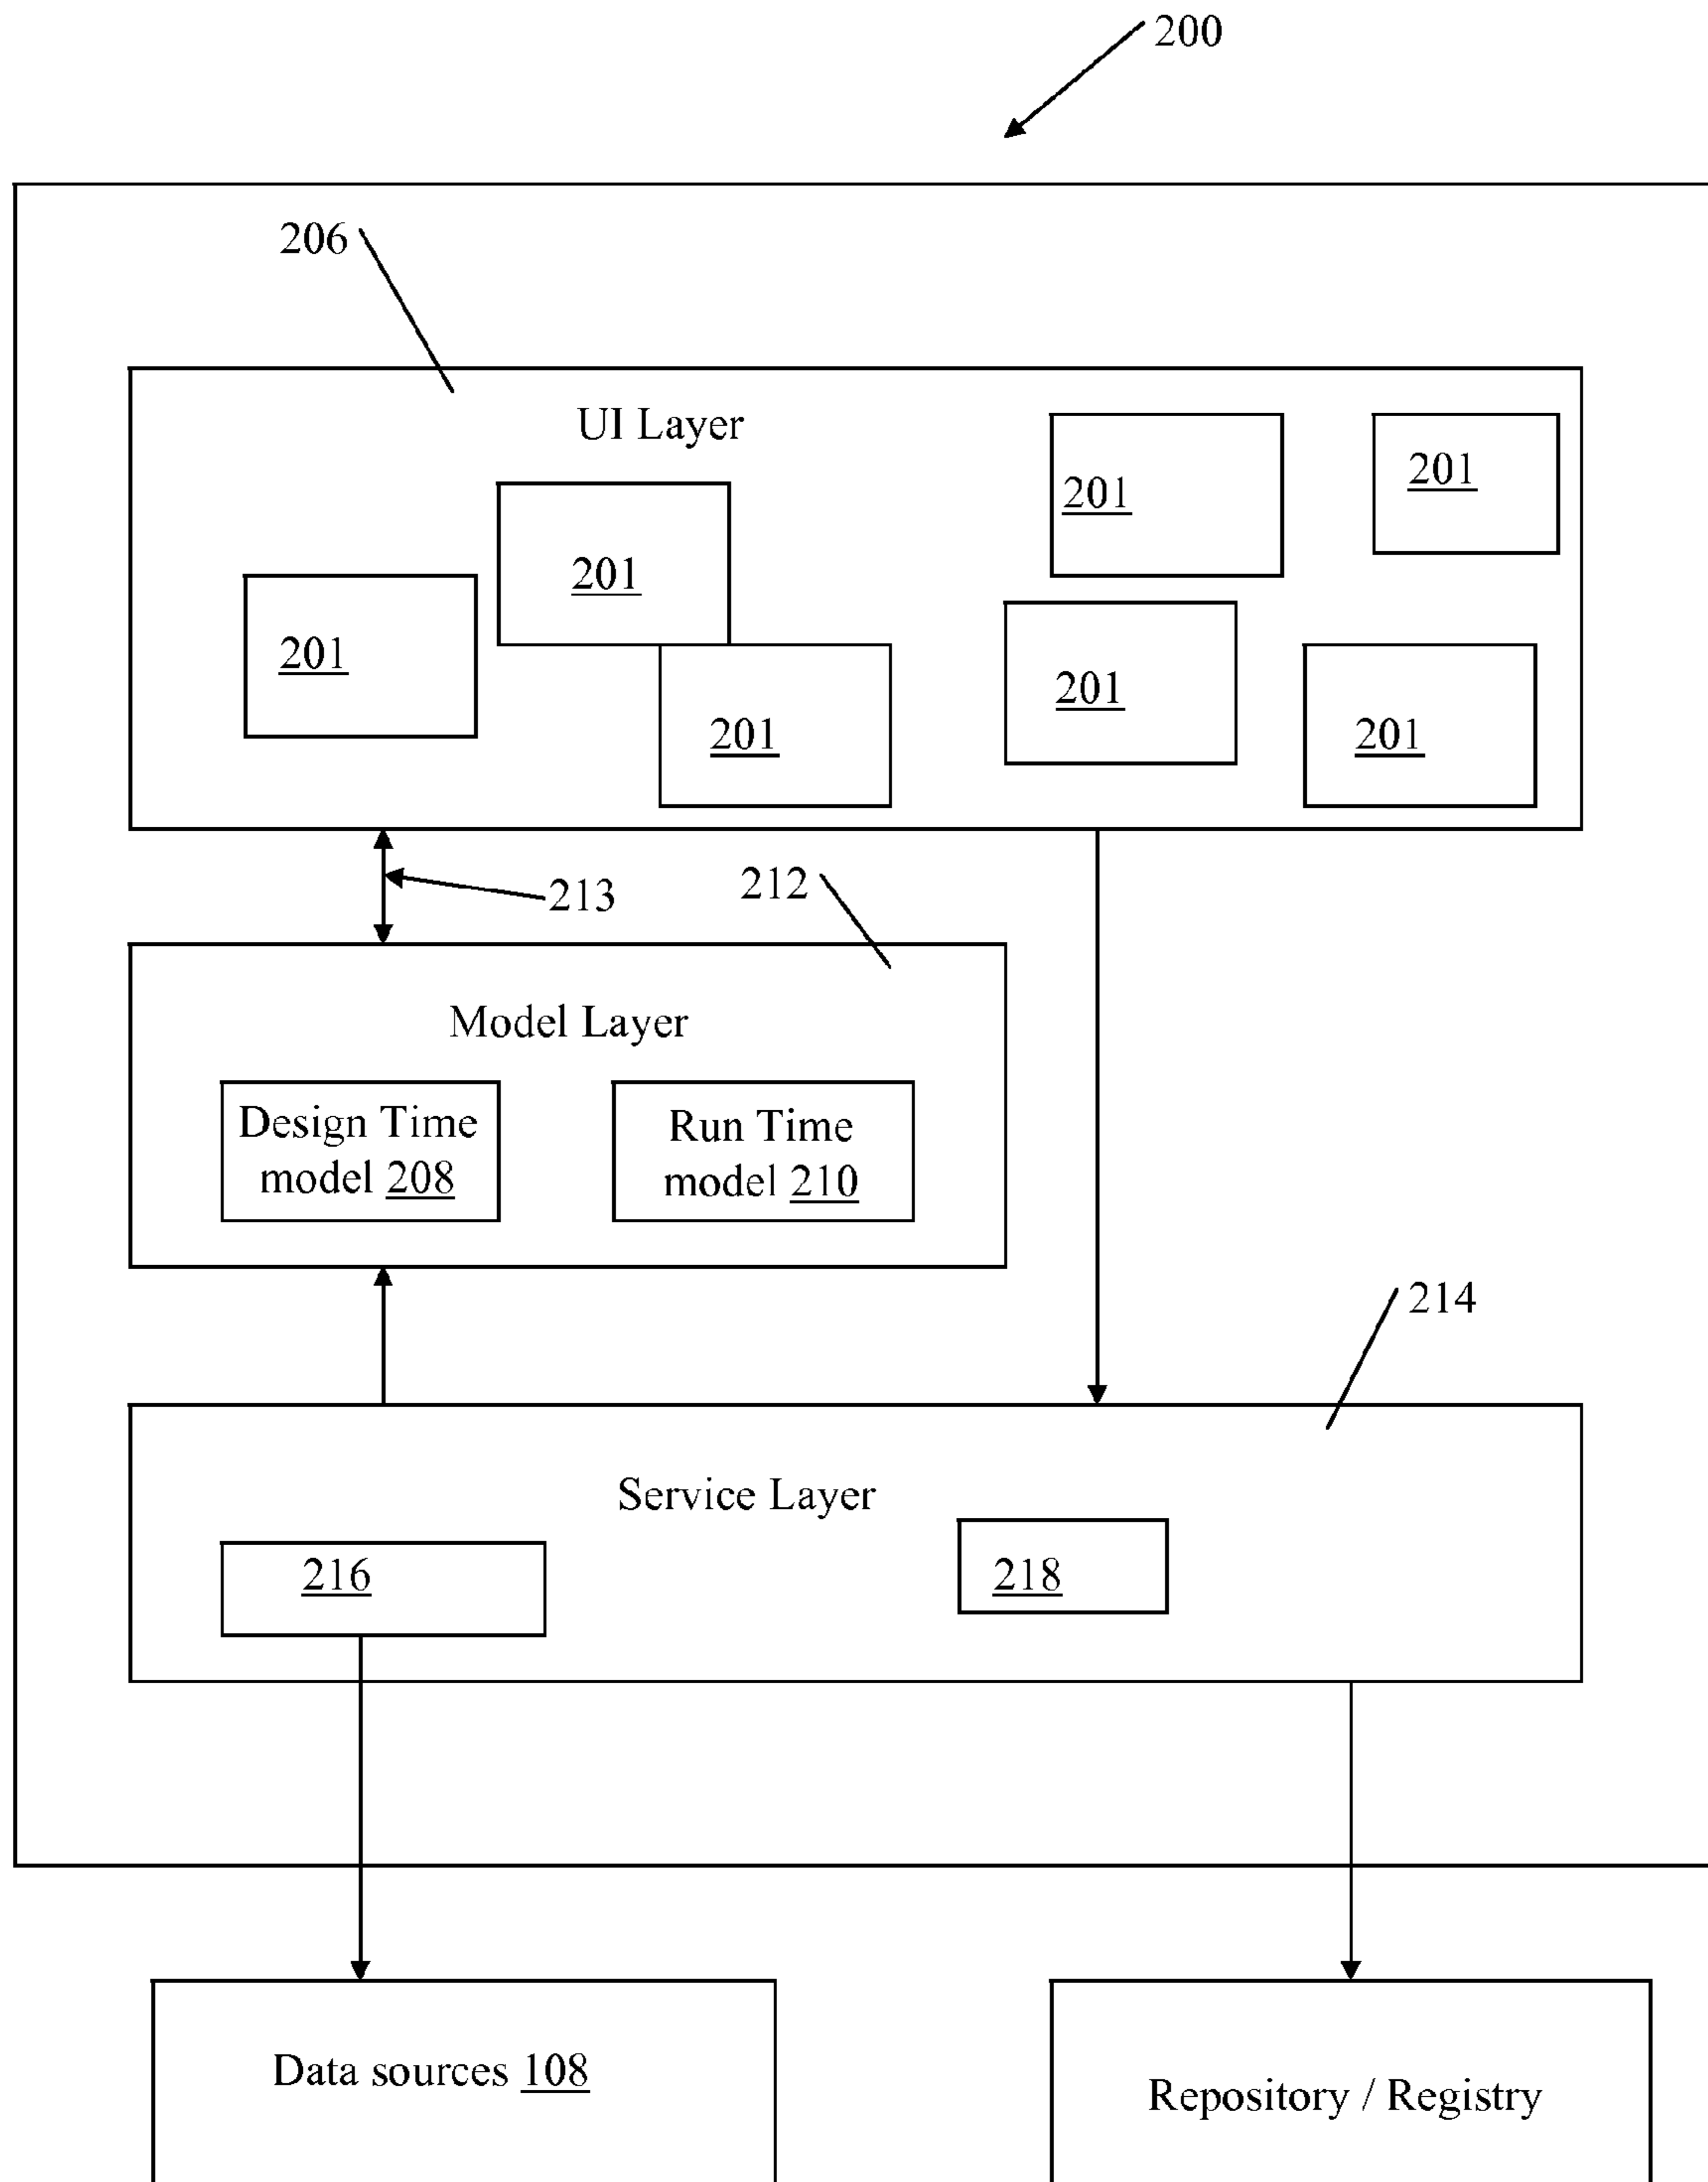 200
206
UI Layer
201
201
201
201
201
201
201
213
212
Model Layer
Design Time
model 208
Run Time
model 210
214
Service Layer
216
218
Data sources 108
Repository / Registry